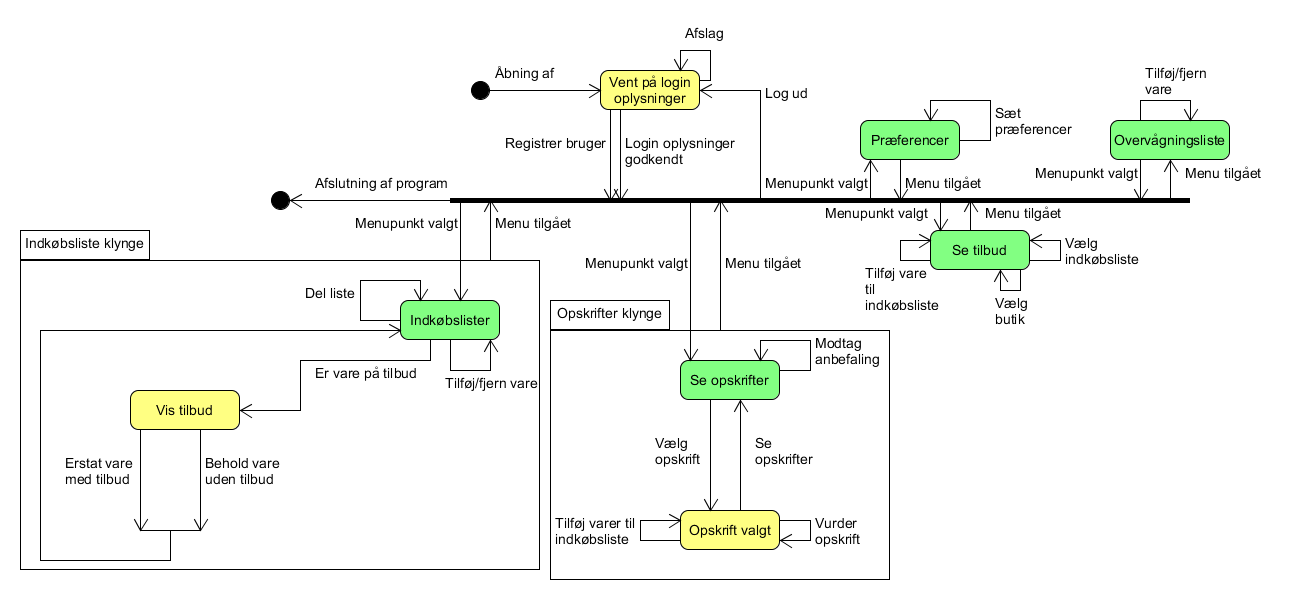 Afslag
Åbning af
Vent på login
oplysninger
Log ud
Tilføj/fjern
vare
Sæt
præferencer
Præferencer
Overvågningsliste
Registrer bruger
Login oplysninger
godkendt
Afslutning af program
Menupunkt valgt
Menu tilgået
Menupunkt valgt
Menu tilgået
Menupunkt valgt
Menu tilgået
Menupunkt valgt
Menu tilgået
Indkøbsliste klynge
Se tilbud
Vælg
indkøbsliste
Menupunkt valgt
Menu tilgået
Tilføj vare
til
indkøbsliste
Vælg
butik
Del liste
Indkøbslister
Opskrifter klynge
Modtag
anbefaling
Er vare på tilbud
Tilføj/fjern vare
Se opskrifter
Vis tilbud
Erstat vare
med tilbud
Behold vare
uden tilbud
Vælg
opskrift
Se
opskrifter
Tilføj varer til
indkøbsliste
Opskrift valgt
Vurder
opskrift